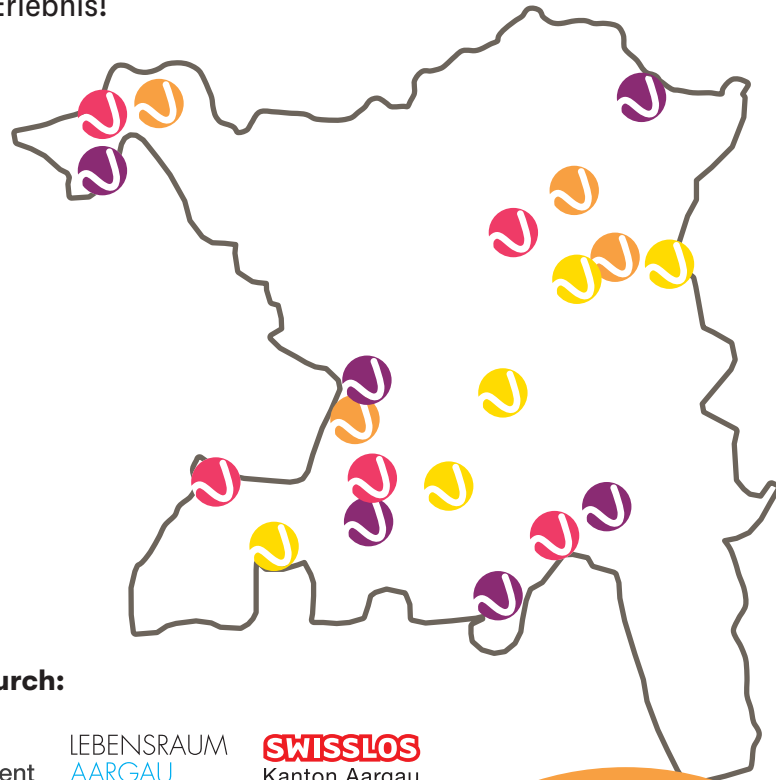 Erlebnis!
urch:
LEBENSRAUM
AARGAU
SWISSLOS
Kanton Aargau
ent